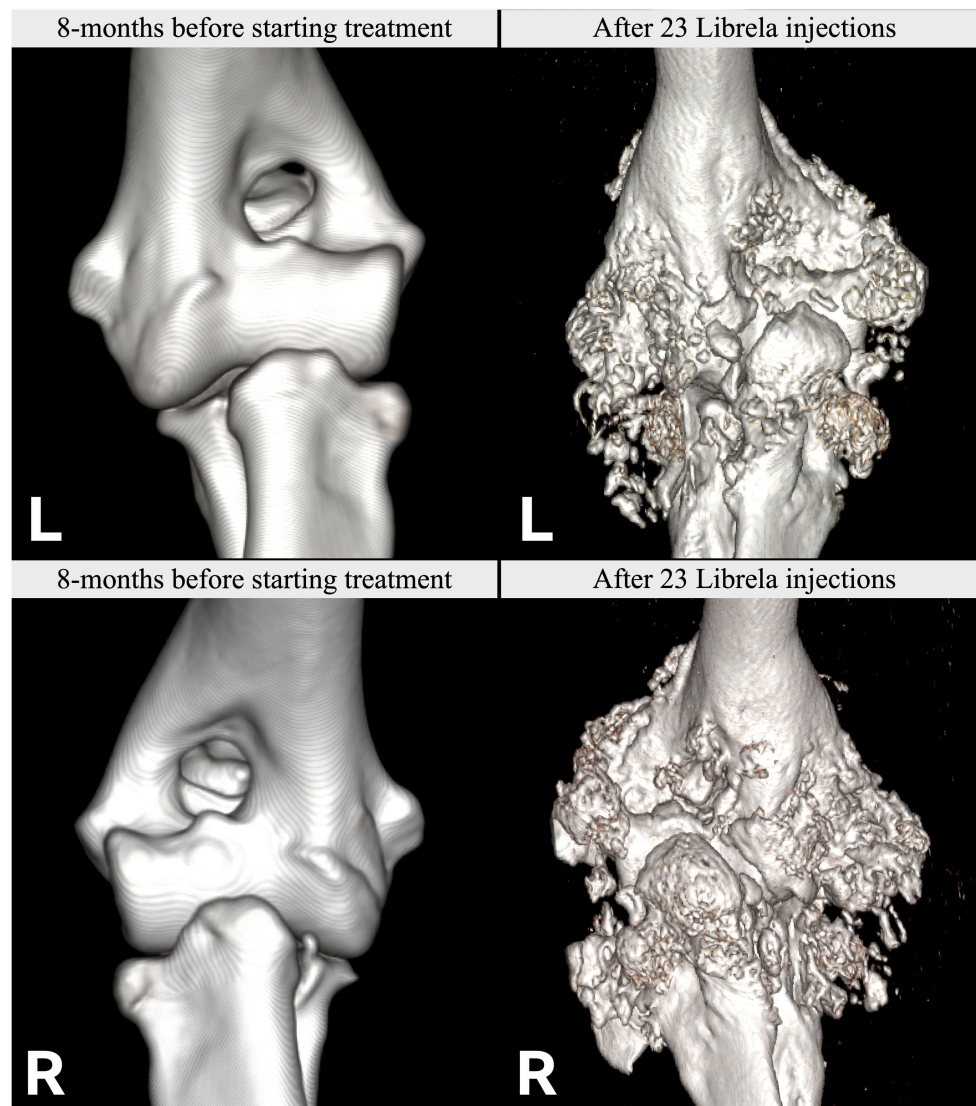 8-months before starting treatment
After 23 Librela injections
L
L
8-months before starting treatment
After 23 Librela injections
R
R